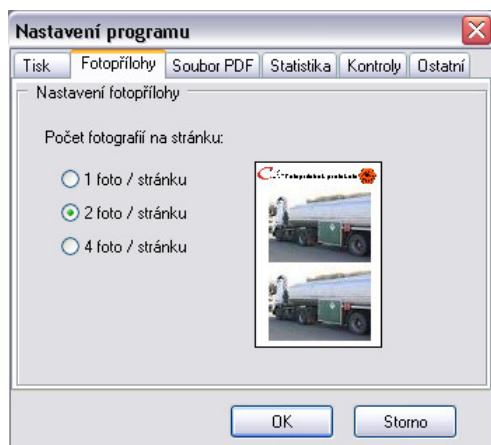 Nastavení programu
Tisk Fotopřílohy Soubor PDF Statistika Kontroly Ostatní
Nastavení fotopřílohy
Počet fotografií na stránku:
1 foto / stránku
2 foto / stránku
4 foto / stránku
OK Storno